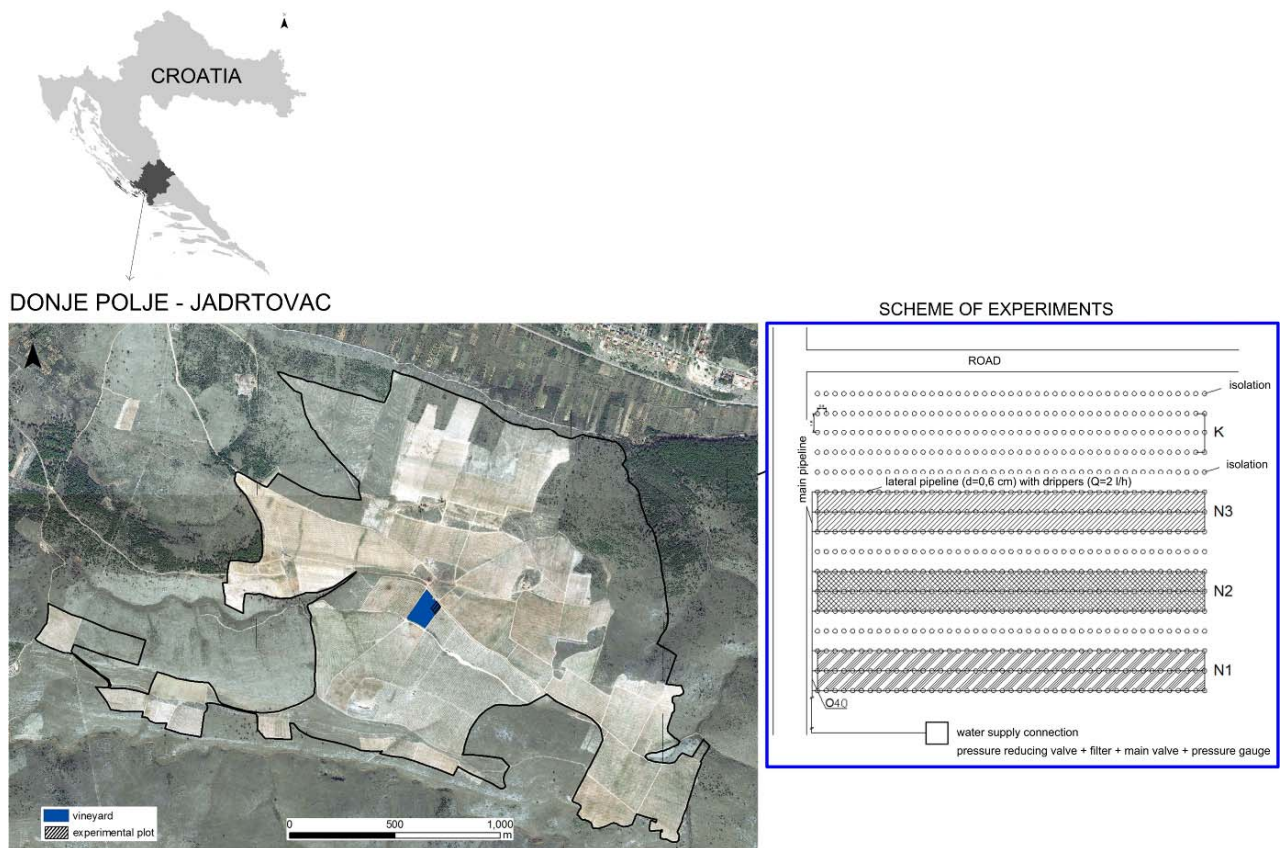 CROATIA
DONJE POLJE - JADRTOVAC
vineyard
experimental plot
0 500 1,000
m
SCHEME OF EXPERIMENTS
ROAD
isolation
K
isolation
main pipeline
lateral pipeline (d=0,6 cm) with drippers (Q=2 l/h)
N3
N2
N1
O40
water supply connection
pressure reducing valve + filter + main valve + pressure gauge